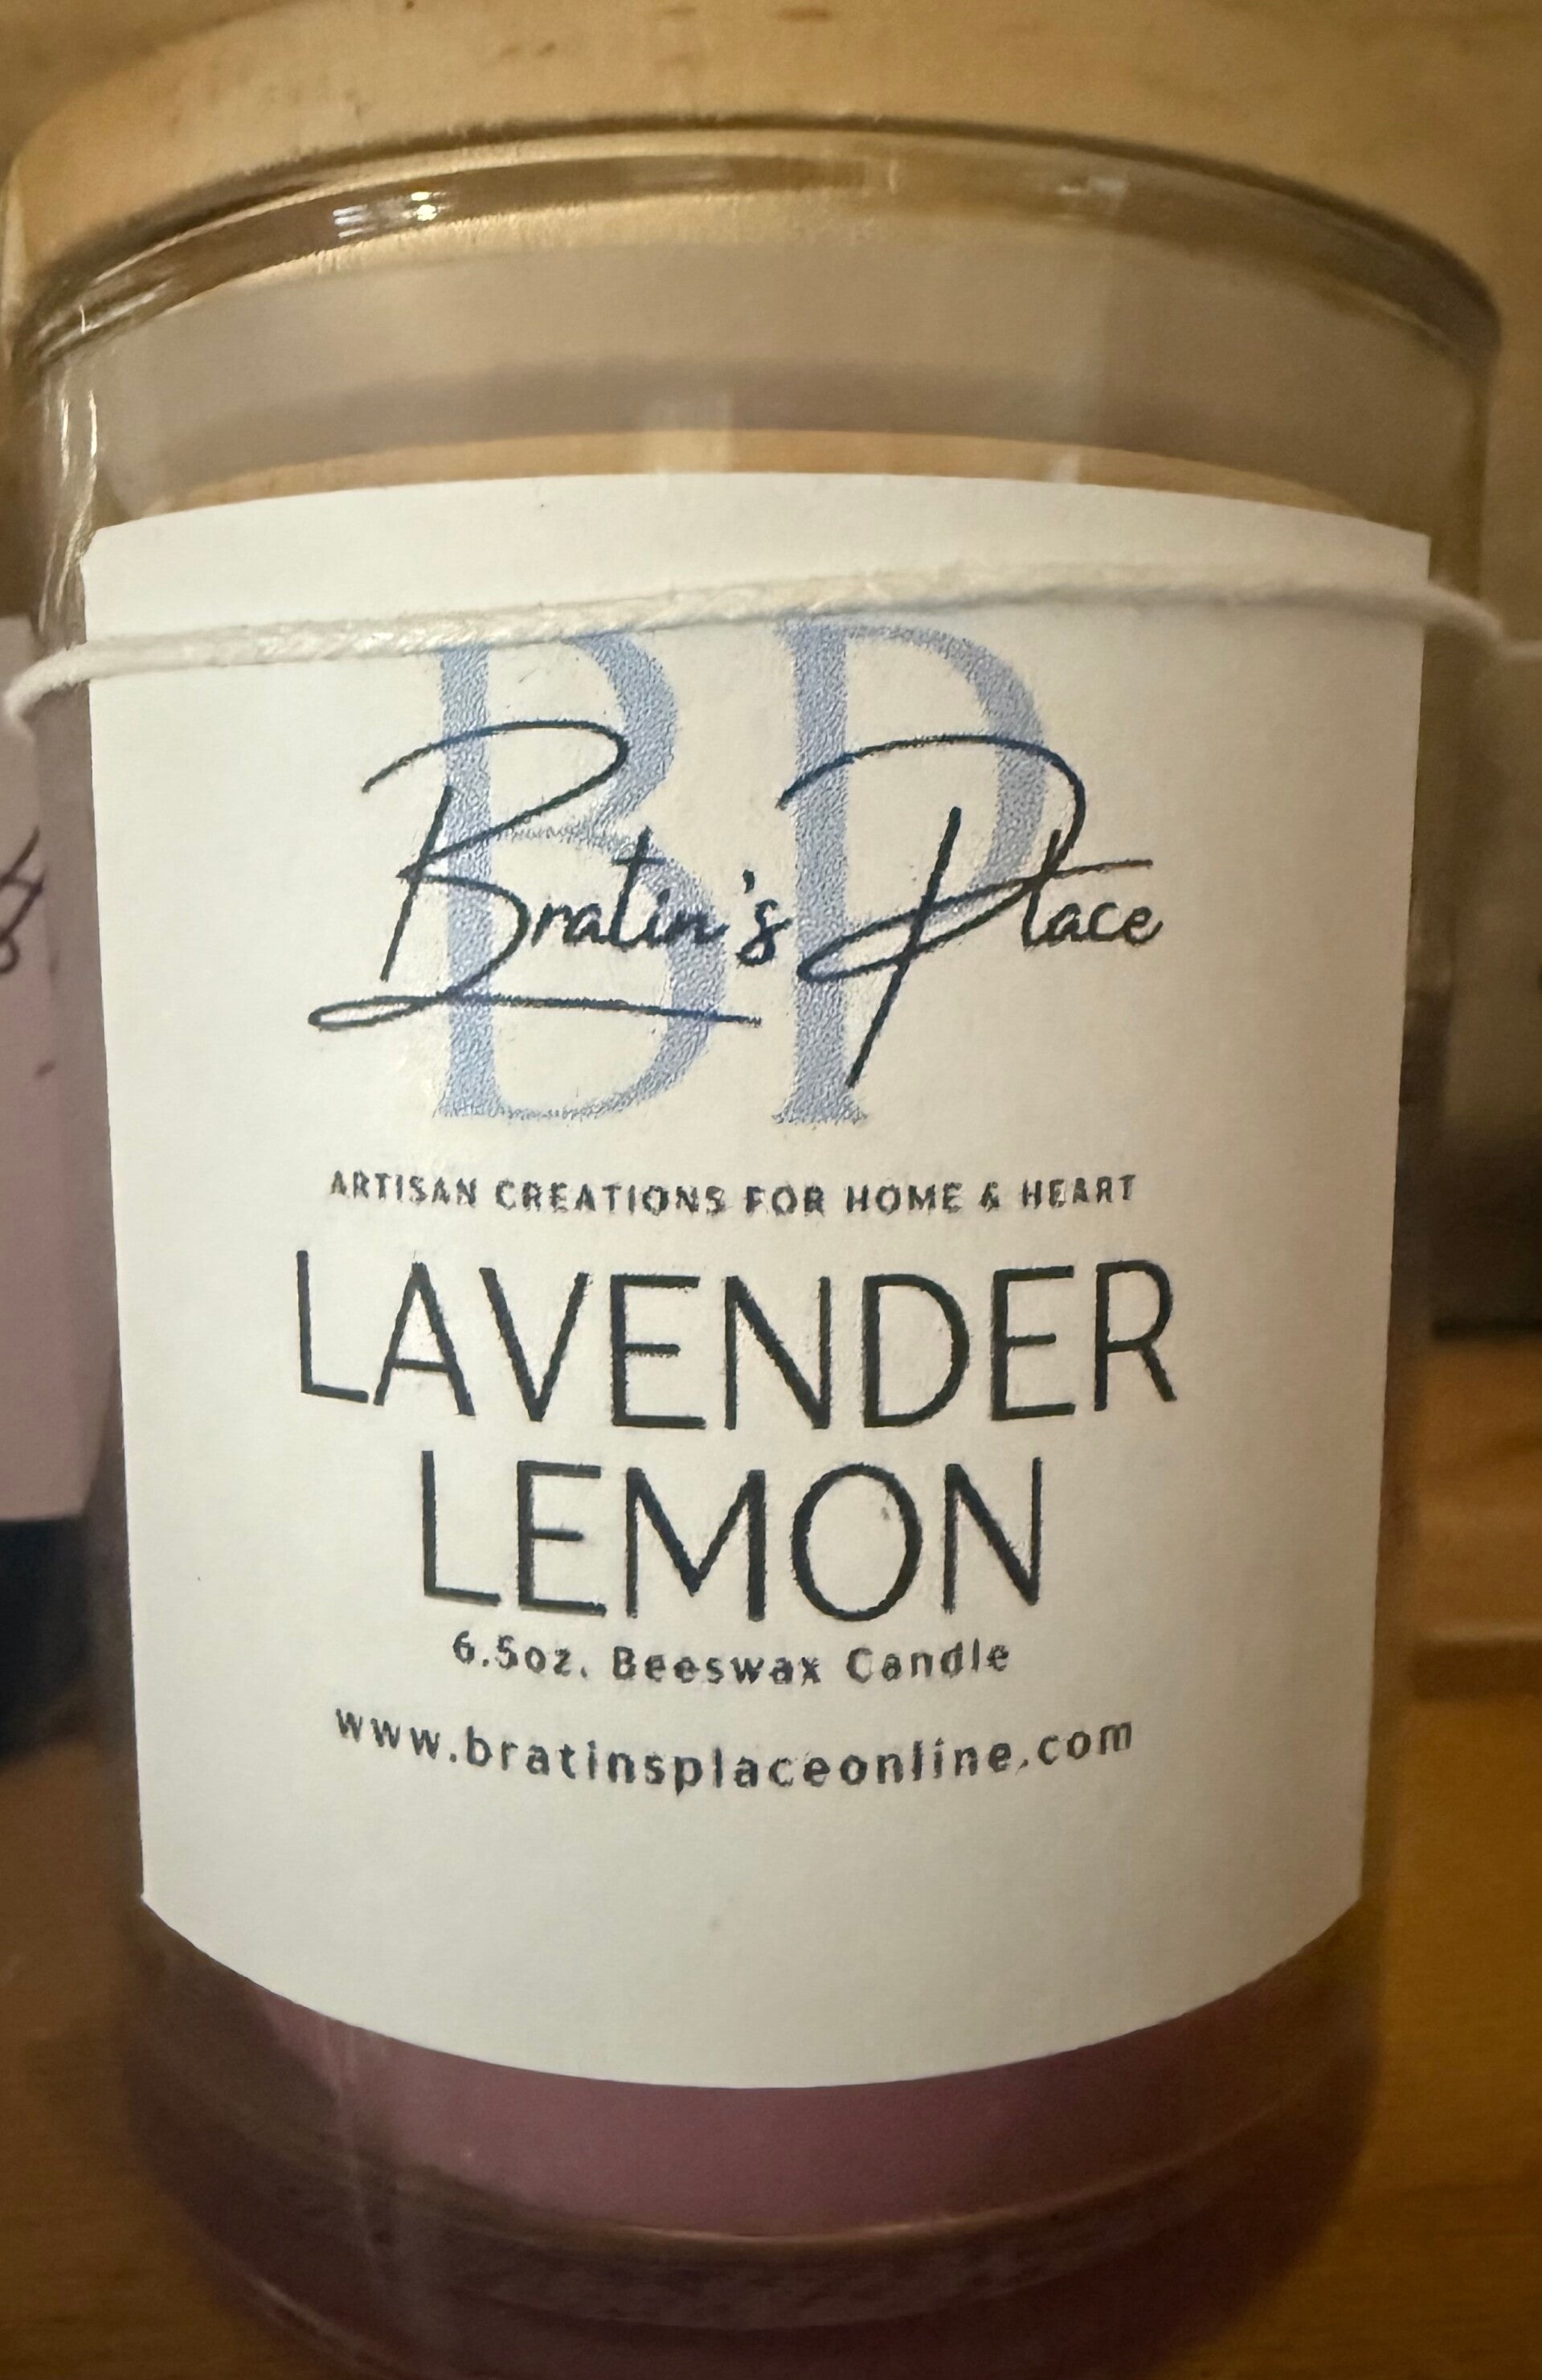 BP
Bratin's Place
ARTISAN CREATIONS FOR HOME & HEART
LAVENDER
LEMON
6.5oz. Beeswax Candle
www.bratinsplaceonline.com